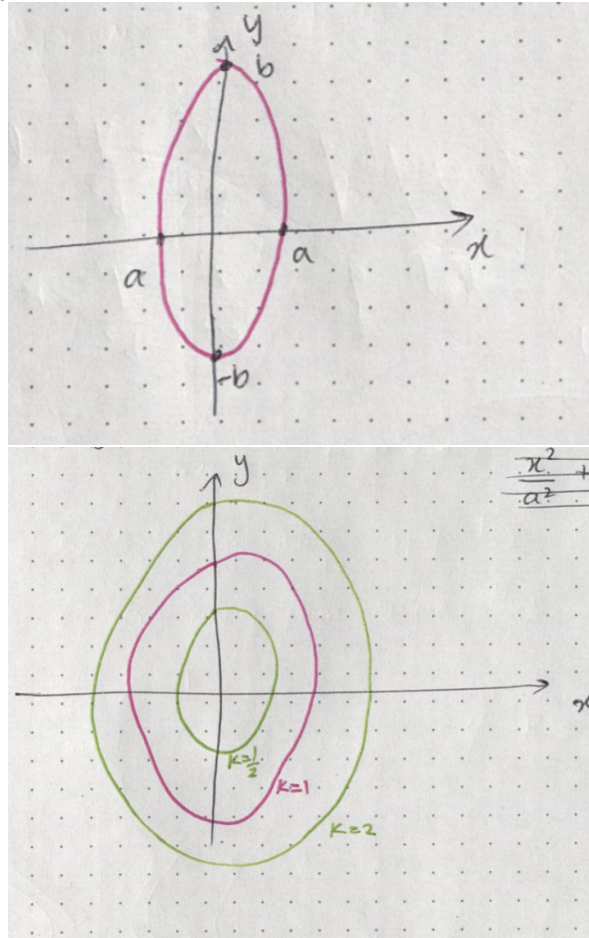 y
b
a
a
x
-b
y
x²
a²
+
x
k=1/2
k=1
k=2